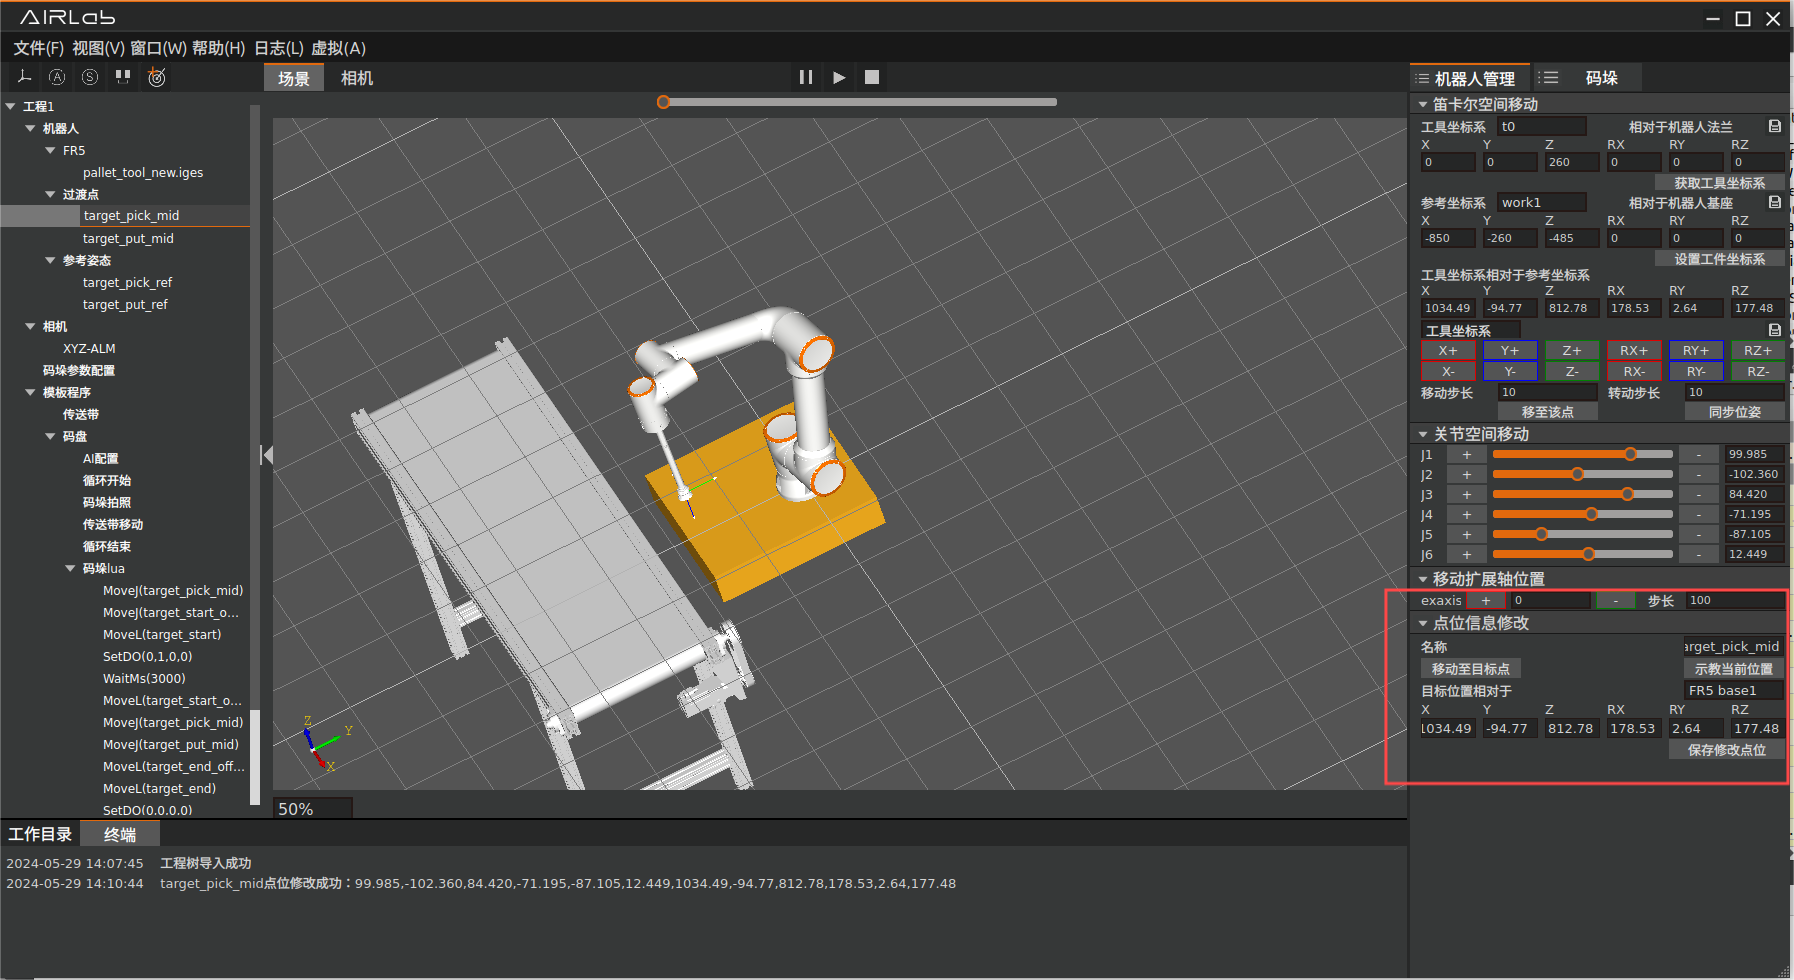 AIRLab
文件(F) 视图(V) 窗口(W) 帮助(H) 日志(L) 虚拟(A)
A S
场景 相机
工程1
机器人
FR5
pallet_tool_new.iges
过渡点
target_pick_mid
target_put_mid
参考姿态
target_pick_ref
target_put_ref
相机
XYZ-ALM
码垛参数配置
模板程序
传送带
码盘
AI配置
循环开始
码垛拍照
传送带移动
循环结束
码垛lua
MoveJ(target_pick_mid)
MoveJ(target_start_o...
MoveL(target_start)
SetDO(0,1,0,0)
WaitMs(3000)
MoveL(target_start_o...
MoveJ(target_pick_mid)
MoveJ(target_put_mid)
MoveL(target_end_off...
MoveL(target_end)
SetDO(0,0,0,0)
Z
Y
X
50%
机器人管理 码垛
笛卡尔空间移动
工具坐标系 t0 相对于机器人法兰
X Y Z RX RY RZ
0 0 260 0 0 0
获取工具坐标系
参考坐标系 work1 相对于机器人基座
X Y Z RX RY RZ
-850 -260 -485 0 0 0
设置工件坐标系
工具坐标系相对于参考坐标系
X Y Z RX RY RZ
1034.49 -94.77 812.78 178.53 2.64 177.48
工具坐标系
X+ Y+ Z+ RX+ RY+ RZ+
X- Y- Z- RX- RY- RZ-
移动步长 10 转动步长 10
移至该点 同步位姿
关节空间移动
J1 + - 99.985
J2 + - -102.360
J3 + - 84.420
J4 + - -71.195
J5 + - -87.105
J6 + - 12.449
移动扩展轴位置
exaxis + 0 - 步长 100
点位信息修改
名称 arget_pick_mid
移动至目标点 示教当前位置
目标位置相对于 FR5 base1
X Y Z RX RY RZ
1034.49 -94.77 812.78 178.53 2.64 177.48
保存修改点位
工作目录 终端
2024-05-29 14:07:45 工程树导入成功
2024-05-29 14:10:44 target_pick_mid点位修改成功：99.985,-102.360,84.420,-71.195,-87.105,12.449,1034.49,-94.77,812.78,178.53,2.64,177.48